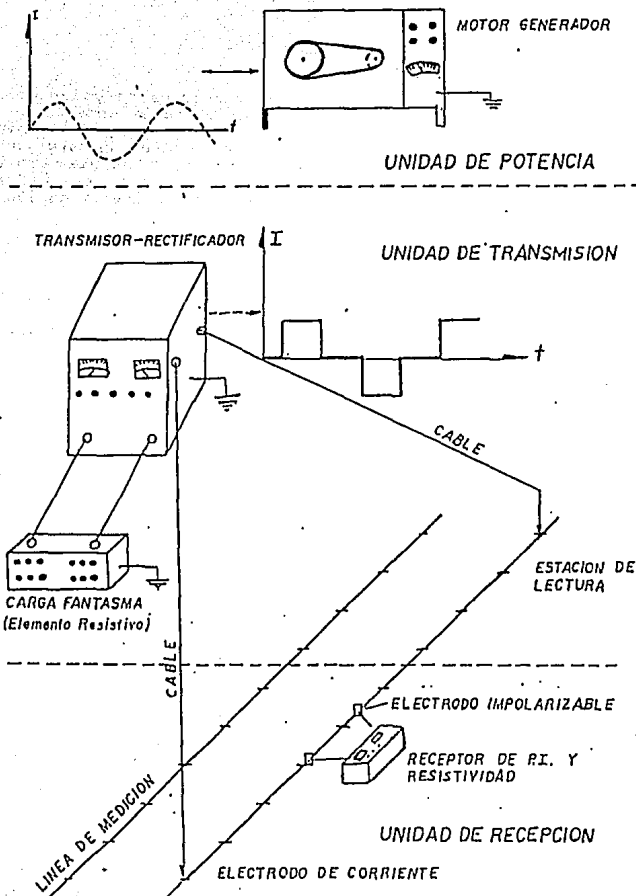 I
t
MOTOR GENERADOR
UNIDAD DE POTENCIA
TRANSMISOR-RECTIFICADOR
I
UNIDAD DE TRANSMISION
t
CABLE
ESTACION DE
LECTURA
CARGA FANTASMA
(Elemento Resistivo)
CABLE
ELECTRODO IMPOLARIZABLE
RECEPTOR DE P.I. Y
RESISTIVIDAD
LINEA DE MEDICION
UNIDAD DE RECEPCION
ELECTRODO DE CORRIENTE